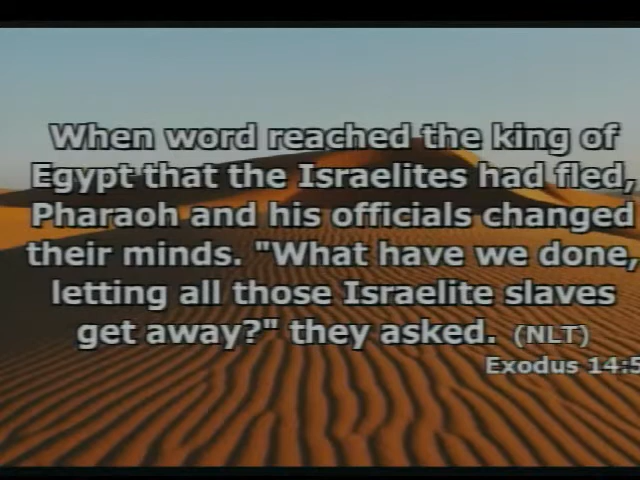 When word reached the king of
Egypt that the Israelites had fled,
Pharaoh and his officials changed
their minds. "What have we done,
letting all those Israelite slaves
get away?" they asked. (NLT)
Exodus 14:5